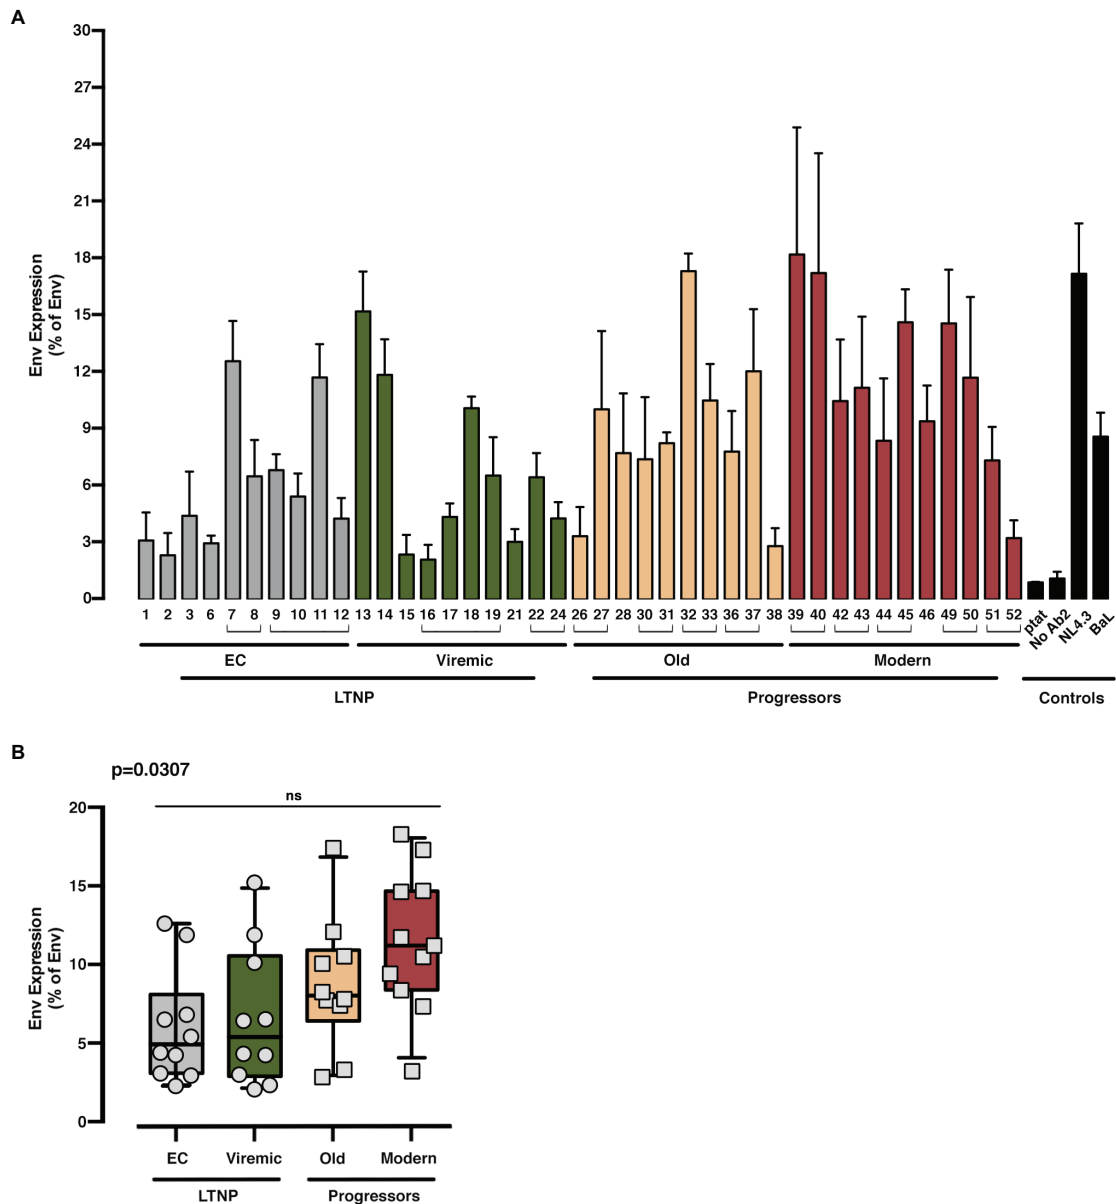 A
30
27
24
21
18
15
12
9
6
3
0
Env Expression
(% of Env)
1 2 3 6 7 8 9 10 11 12 13 14 15 16 17 18 19 21 22 24 26 27 28 30 31 32 33 36 37 38 39 40 42 43 44 45 46 49 50 51 52 ptat No Ab2 NL4.3 BaL
EC Viremic Old Modern
LTNP Progressors Controls
B
p=0.0307
ns
20
15
10
5
0
Env Expression
(% of Env)
EC Viremic Old Modern
LTNP Progressors